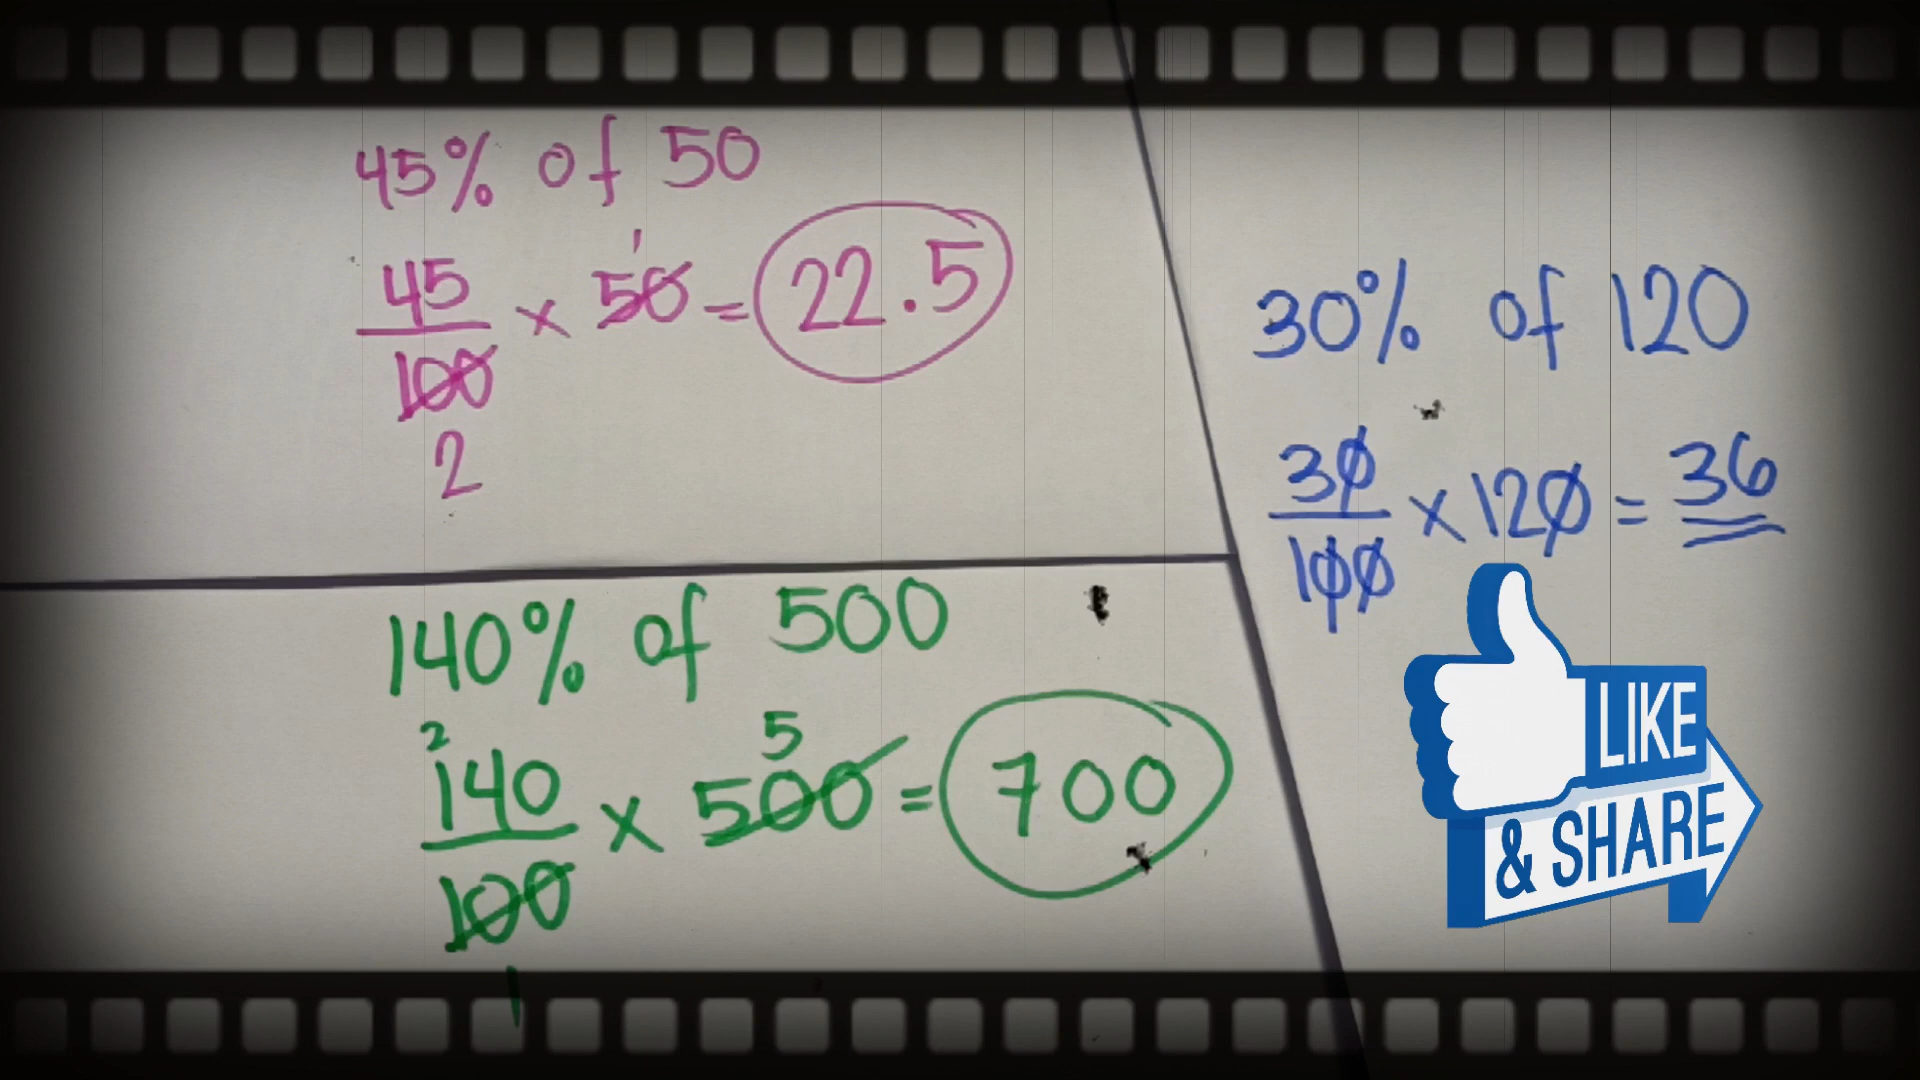 45% of 50
1
45/100 x 50 = 22.5
2
140% of 500
2 5
140/100 x 500 = 700
1
30% of 120
30/100 x 120 = 36
LIKE
& SHARE